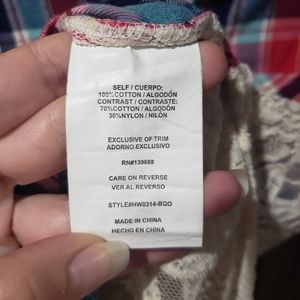 SELF / CUERPO:
100%COTTON / ALGODÓN
CONTRAST / CONTRASTE:
70%COTTON / ALGODÓN
30%NYLON / NILÓN
EXCLUSIVE OF TRIM
ADORNO EXCLUSIVO
RN#139688
CARE ON REVERSE
VER AL REVERSO
STYLE#HW0314-BQO
MADE IN CHINA
HECHO EN CHINA